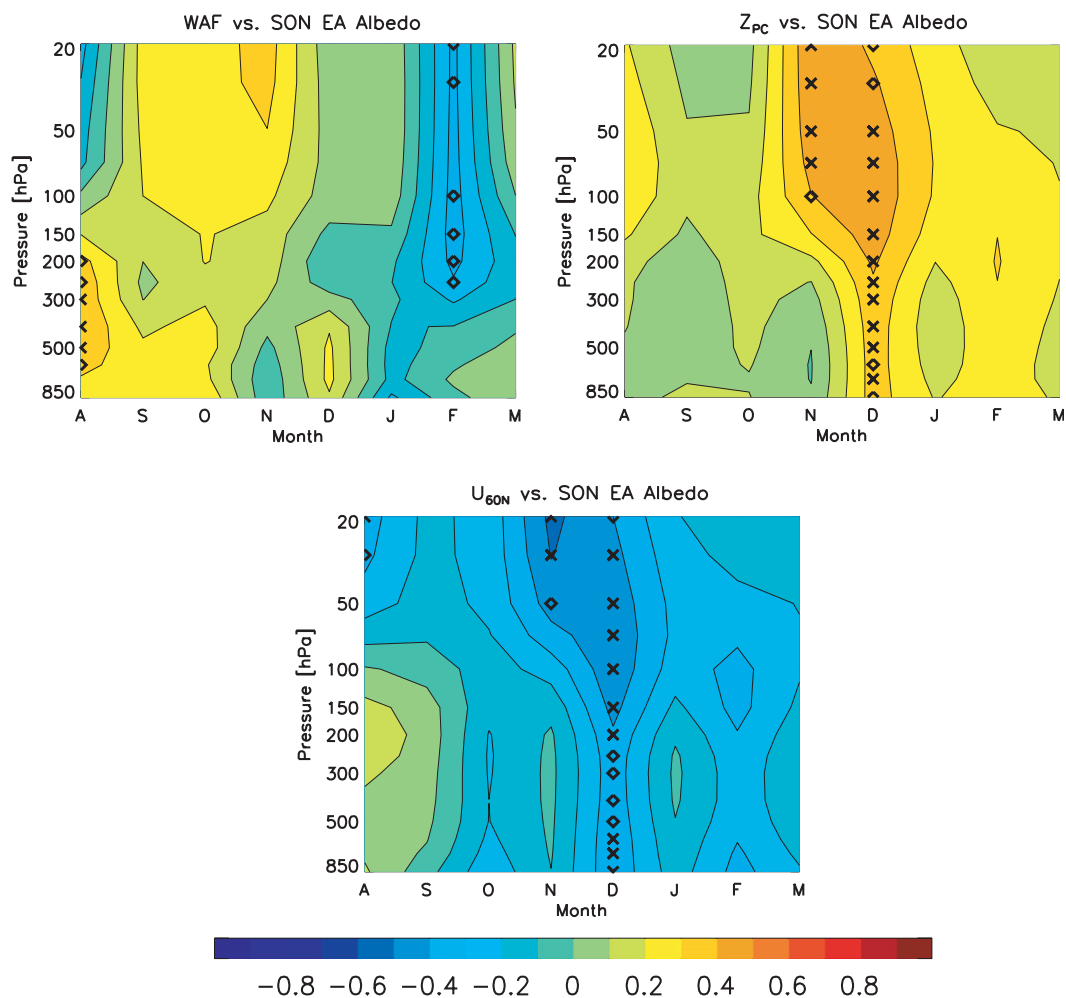 WAF vs. SON EA Albedo
20
50
100
150
200
300
500
850
Pressure [hPa]
A S O N D J F M
Month
Z_PC vs. SON EA Albedo
20
50
100
150
200
300
500
850
Pressure [hPa]
A S O N D J F M
Month
U_60N vs. SON EA Albedo
20
50
100
150
200
300
500
850
Pressure [hPa]
A S O N D J F M
Month
-0.8 -0.6 -0.4 -0.2 0 0.2 0.4 0.6 0.8